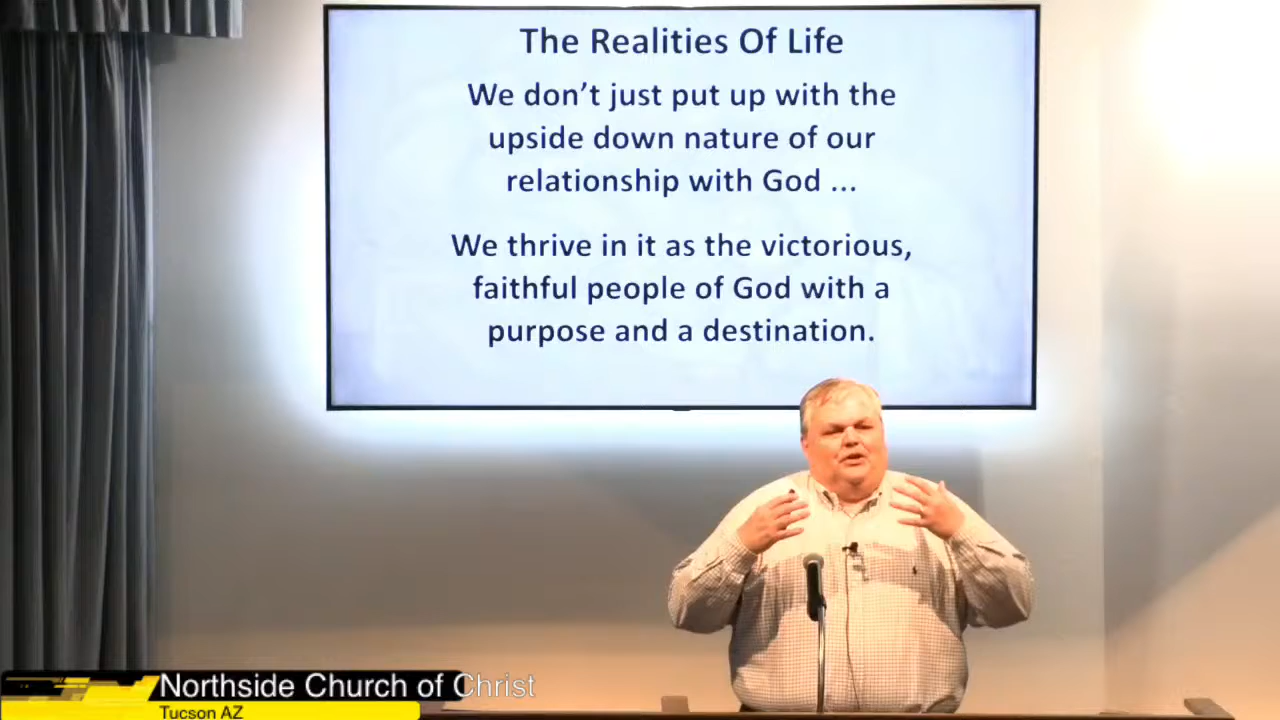 The Realities Of Life
We don't just put up with the
upside down nature of our
relationship with God ...
We thrive in it as the victorious,
faithful people of God with a
purpose and a destination.
Northside Church of Christ
Tucson AZ